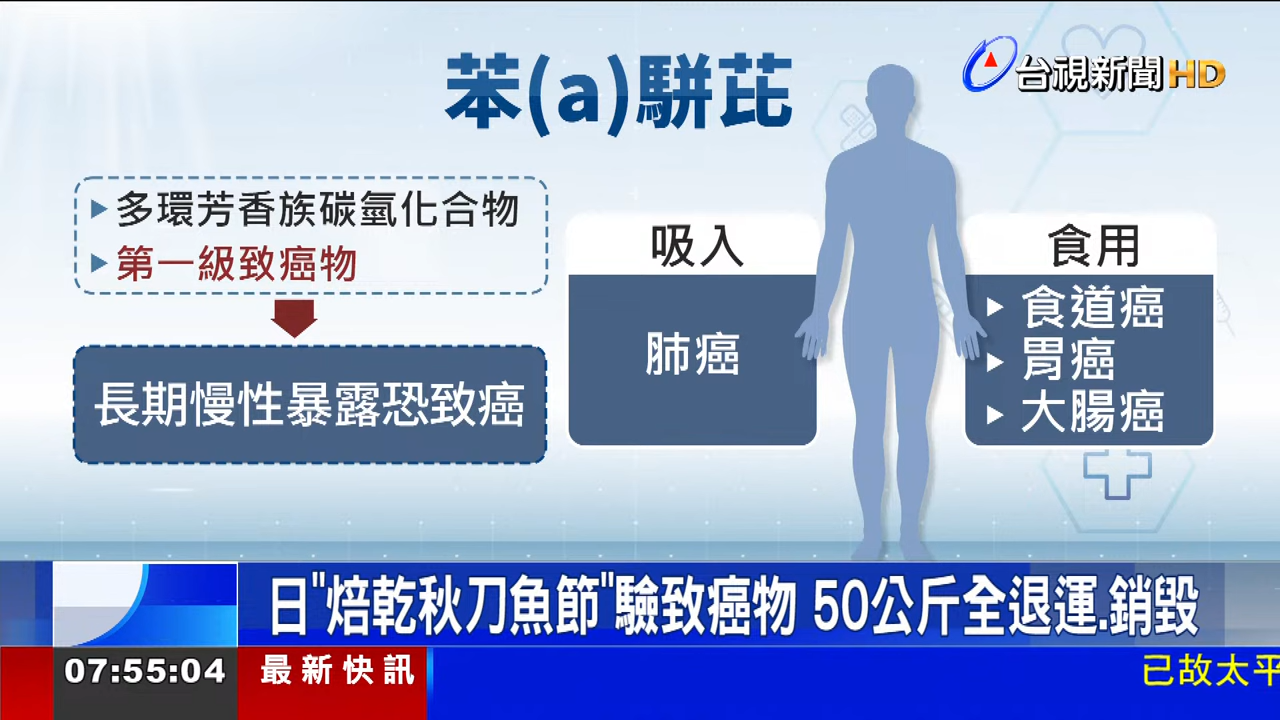 苯(a)駢芘
台視新聞HD
▸多環芳香族碳氫化合物
▸第一級致癌物
長期慢性暴露恐致癌
吸入
肺癌
食用
▸食道癌
▸胃癌
▸大腸癌
日"焙乾秋刀魚節"驗致癌物 50公斤全退運.銷毀
07:55:04
最新快訊
已故太平